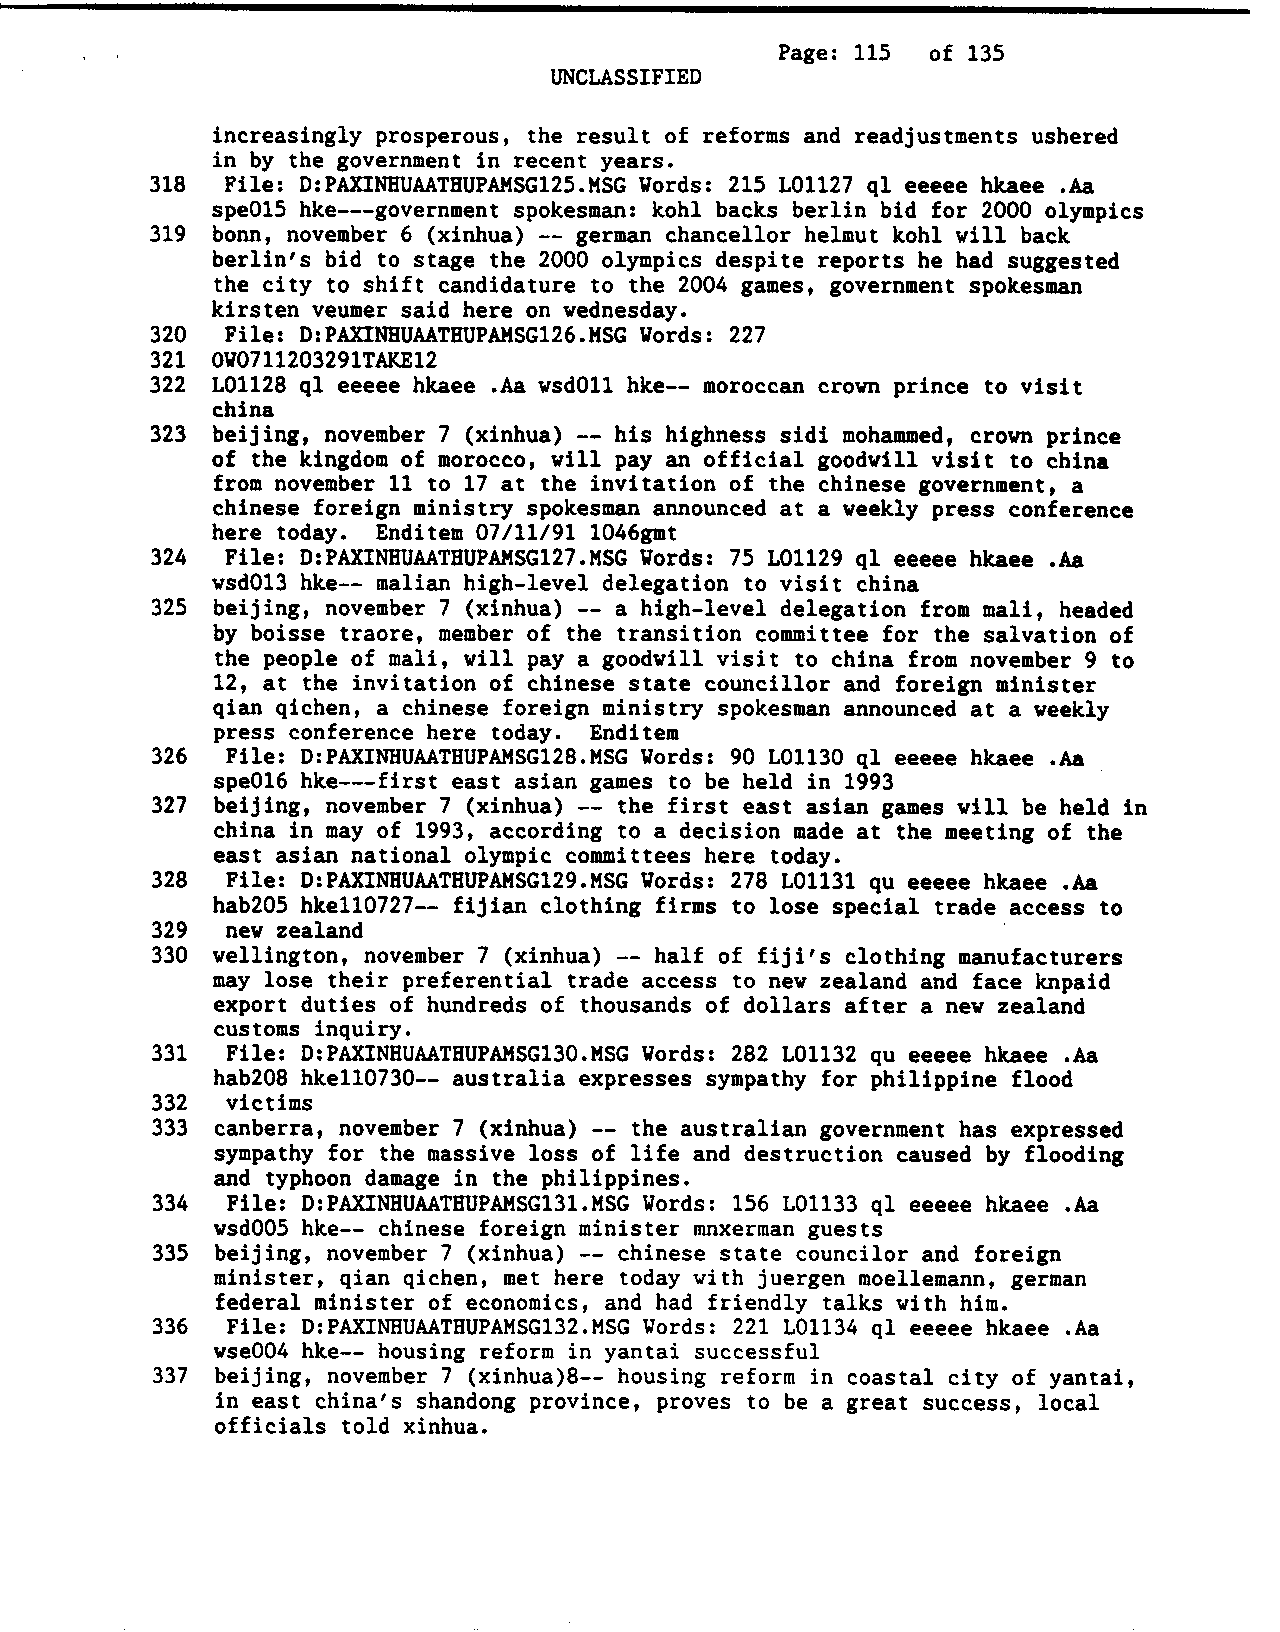 Page: 115 of 135
UNCLASSIFIED
increasingly prosperous, the result of reforms and readjustments ushered
in by the government in recent years.
318 File: D:PAXINHUAATHUPAMSG125.MSG Words: 215 L01127 ql eeeee hkaee .Aa
spe015 hke---government spokesman: kohl backs berlin bid for 2000 olympics
319 bonn, november 6 (xinhua) -- german chancellor helmut kohl will back
berlin's bid to stage the 2000 olympics despite reports he had suggested
the city to shift candidature to the 2004 games, government spokesman
kirsten veumer said here on wednesday.
320 File: D:PAXINHUAATHUPAMSG126.MSG Words: 227
321 OW0711203291TAKE12
322 L01128 ql eeeee hkaee .Aa wsd011 hke-- moroccan crown prince to visit
china
323 beijing, november 7 (xinhua) -- his highness sidi mohammed, crown prince
of the kingdom of morocco, will pay an official goodwill visit to china
from november 11 to 17 at the invitation of the chinese government, a
chinese foreign ministry spokesman announced at a weekly press conference
here today. Enditem 07/11/91 1046gmt
324 File: D:PAXINHUAATHUPAMSG127.MSG Words: 75 L01129 ql eeeee hkaee .Aa
wsd013 hke-- malian high-level delegation to visit china
325 beijing, november 7 (xinhua) -- a high-level delegation from mali, headed
by boisse traore, member of the transition committee for the salvation of
the people of mali, will pay a goodwill visit to china from november 9 to
12, at the invitation of chinese state councillor and foreign minister
qian qichen, a chinese foreign ministry spokesman announced at a weekly
press conference here today. Enditem
326 File: D:PAXINHUAATHUPAMSG128.MSG Words: 90 L01130 ql eeeee hkaee .Aa
spe016 hke---first east asian games to be held in 1993
327 beijing, november 7 (xinhua) -- the first east asian games will be held in
china in may of 1993, according to a decision made at the meeting of the
east asian national olympic committees here today.
328 File: D:PAXINHUAATHUPAMSG129.MSG Words: 278 L01131 qu eeeee hkaee .Aa
hab205 hke110727-- fijian clothing firms to lose special trade access to
329 new zealand
330 wellington, november 7 (xinhua) -- half of fiji's clothing manufacturers
may lose their preferential trade access to new zealand and face knpaid
export duties of hundreds of thousands of dollars after a new zealand
customs inquiry.
331 File: D:PAXINHUAATHUPAMSG130.MSG Words: 282 L01132 qu eeeee hkaee .Aa
hab208 hke110730-- australia expresses sympathy for philippine flood
332 victims
333 canberra, november 7 (xinhua) -- the australian government has expressed
sympathy for the massive loss of life and destruction caused by flooding
and typhoon damage in the philippines.
334 File: D:PAXINHUAATHUPAMSG131.MSG Words: 156 L01133 ql eeeee hkaee .Aa
wsd005 hke-- chinese foreign minister mnxerman guests
335 beijing, november 7 (xinhua) -- chinese state councilor and foreign
minister, qian qichen, met here today with juergen moellemann, german
federal minister of economics, and had friendly talks with him.
336 File: D:PAXINHUAATHUPAMSG132.MSG Words: 221 L01134 ql eeeee hkaee .Aa
wse004 hke-- housing reform in yantai successful
337 beijing, november 7 (xinhua)8-- housing reform in coastal city of yantai,
in east china's shandong province, proves to be a great success, local
officials told xinhua.